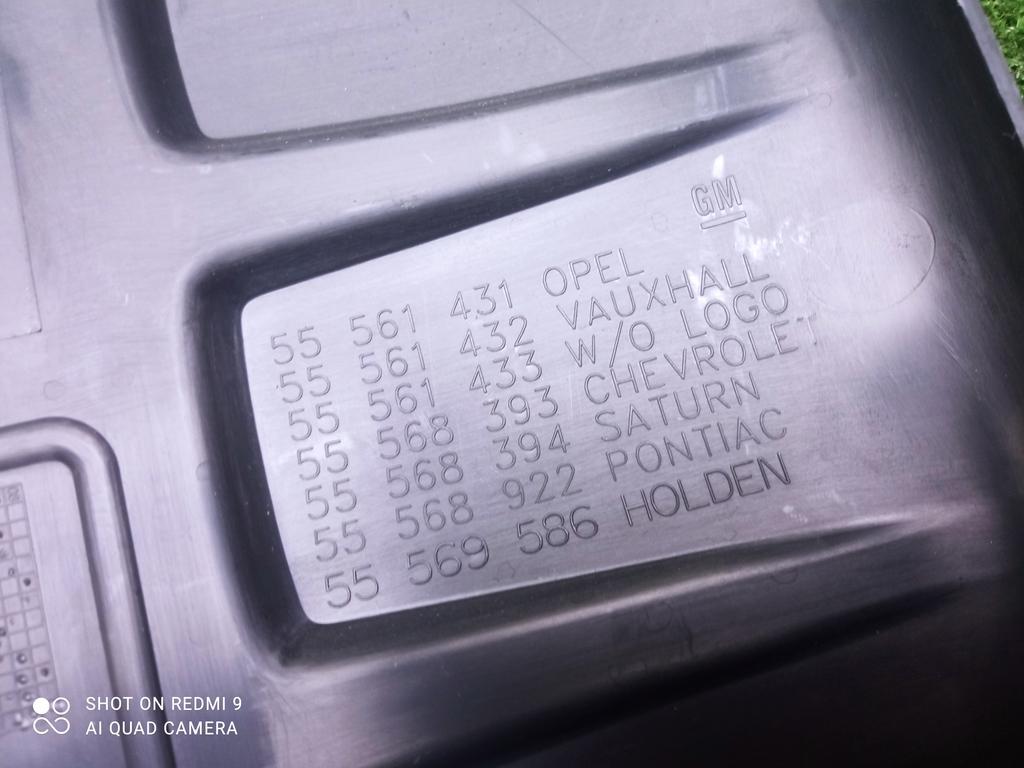 GM
55 561 431 OPEL
55 561 432 VAUXHALL
55 561 433 W/O LOGO
55 568 393 CHEVROLET
55 568 394 SATURN
55 568 922 PONTIAC
55 569 586 HOLDEN
SHOT ON REDMI 9
AI QUAD CAMERA